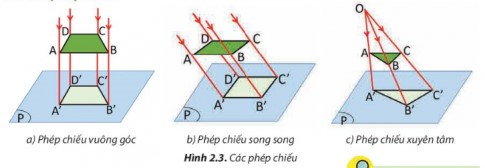 D C
A B
D' C'
A' B'
P
a) Phép chiếu vuông góc
D C
A B
D' C'
A' B'
P
b) Phép chiếu song song
O
A C
B
A' C'
B'
P
c) Phép chiếu xuyên tâm
Hình 2.3. Các phép chiếu